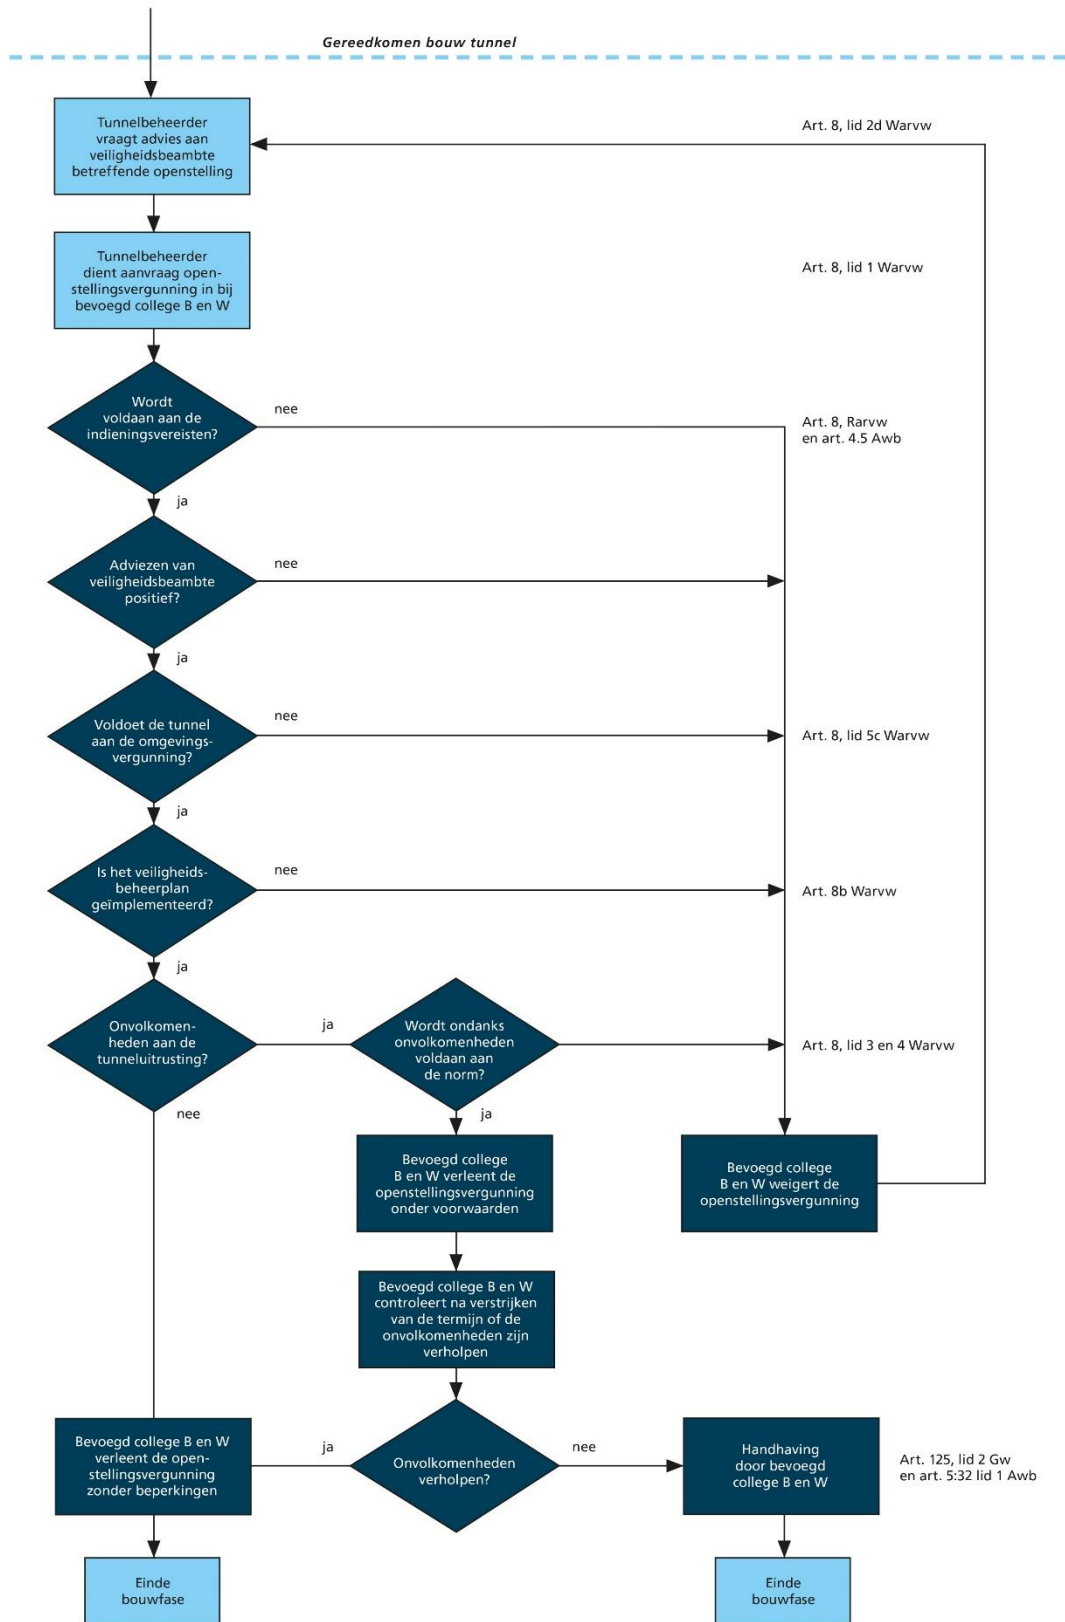 Gereedkomen bouw tunnel
Tunnelbeheerder
vraagt advies aan
veiligheidsbeambte
betreffende openstelling
Art. 8, lid 2d Warvw
Tunnelbeheerder
dient aanvraag open-
stellingsvergunning in bij
bevoegd college B en W
Art. 8, lid 1 Warvw
Wordt
voldaan aan de
indieningsvereisten?
nee
Art. 8, Rarvw
en art. 4.5 Awb
ja
Adviezen van
veiligheidsbeambte
positief?
nee
ja
Voldoet de tunnel
aan de omgevings-
vergunning?
nee
Art. 8, lid 5c Warvw
ja
Is het veiligheids-
beheerplan
geïmplementeerd?
nee
Art. 8b Warvw
ja
Onvolkomen-
heden aan de
tunneluitrusting?
ja
Wordt ondanks
onvolkomenheden
voldaan aan
de norm?
Art. 8, lid 3 en 4 Warvw
nee
ja
Bevoegd college
B en W verleent de
openstellingsvergunning
onder voorwaarden
Bevoegd college
B en W weigert de
openstellingsvergunning
Bevoegd college B en W
controleert na verstrijken
van de termijn of de
onvolkomenheden zijn
verholpen
Bevoegd college B en W
verleent de open-
stellingsvergunning
zonder beperkingen
ja
Onvolkomenheden
verholpen?
nee
Handhaving
door bevoegd
college B en W
Art. 125, lid 2 Gw
en art. 5:32 lid 1 Awb
Einde
bouwfase
Einde
bouwfase